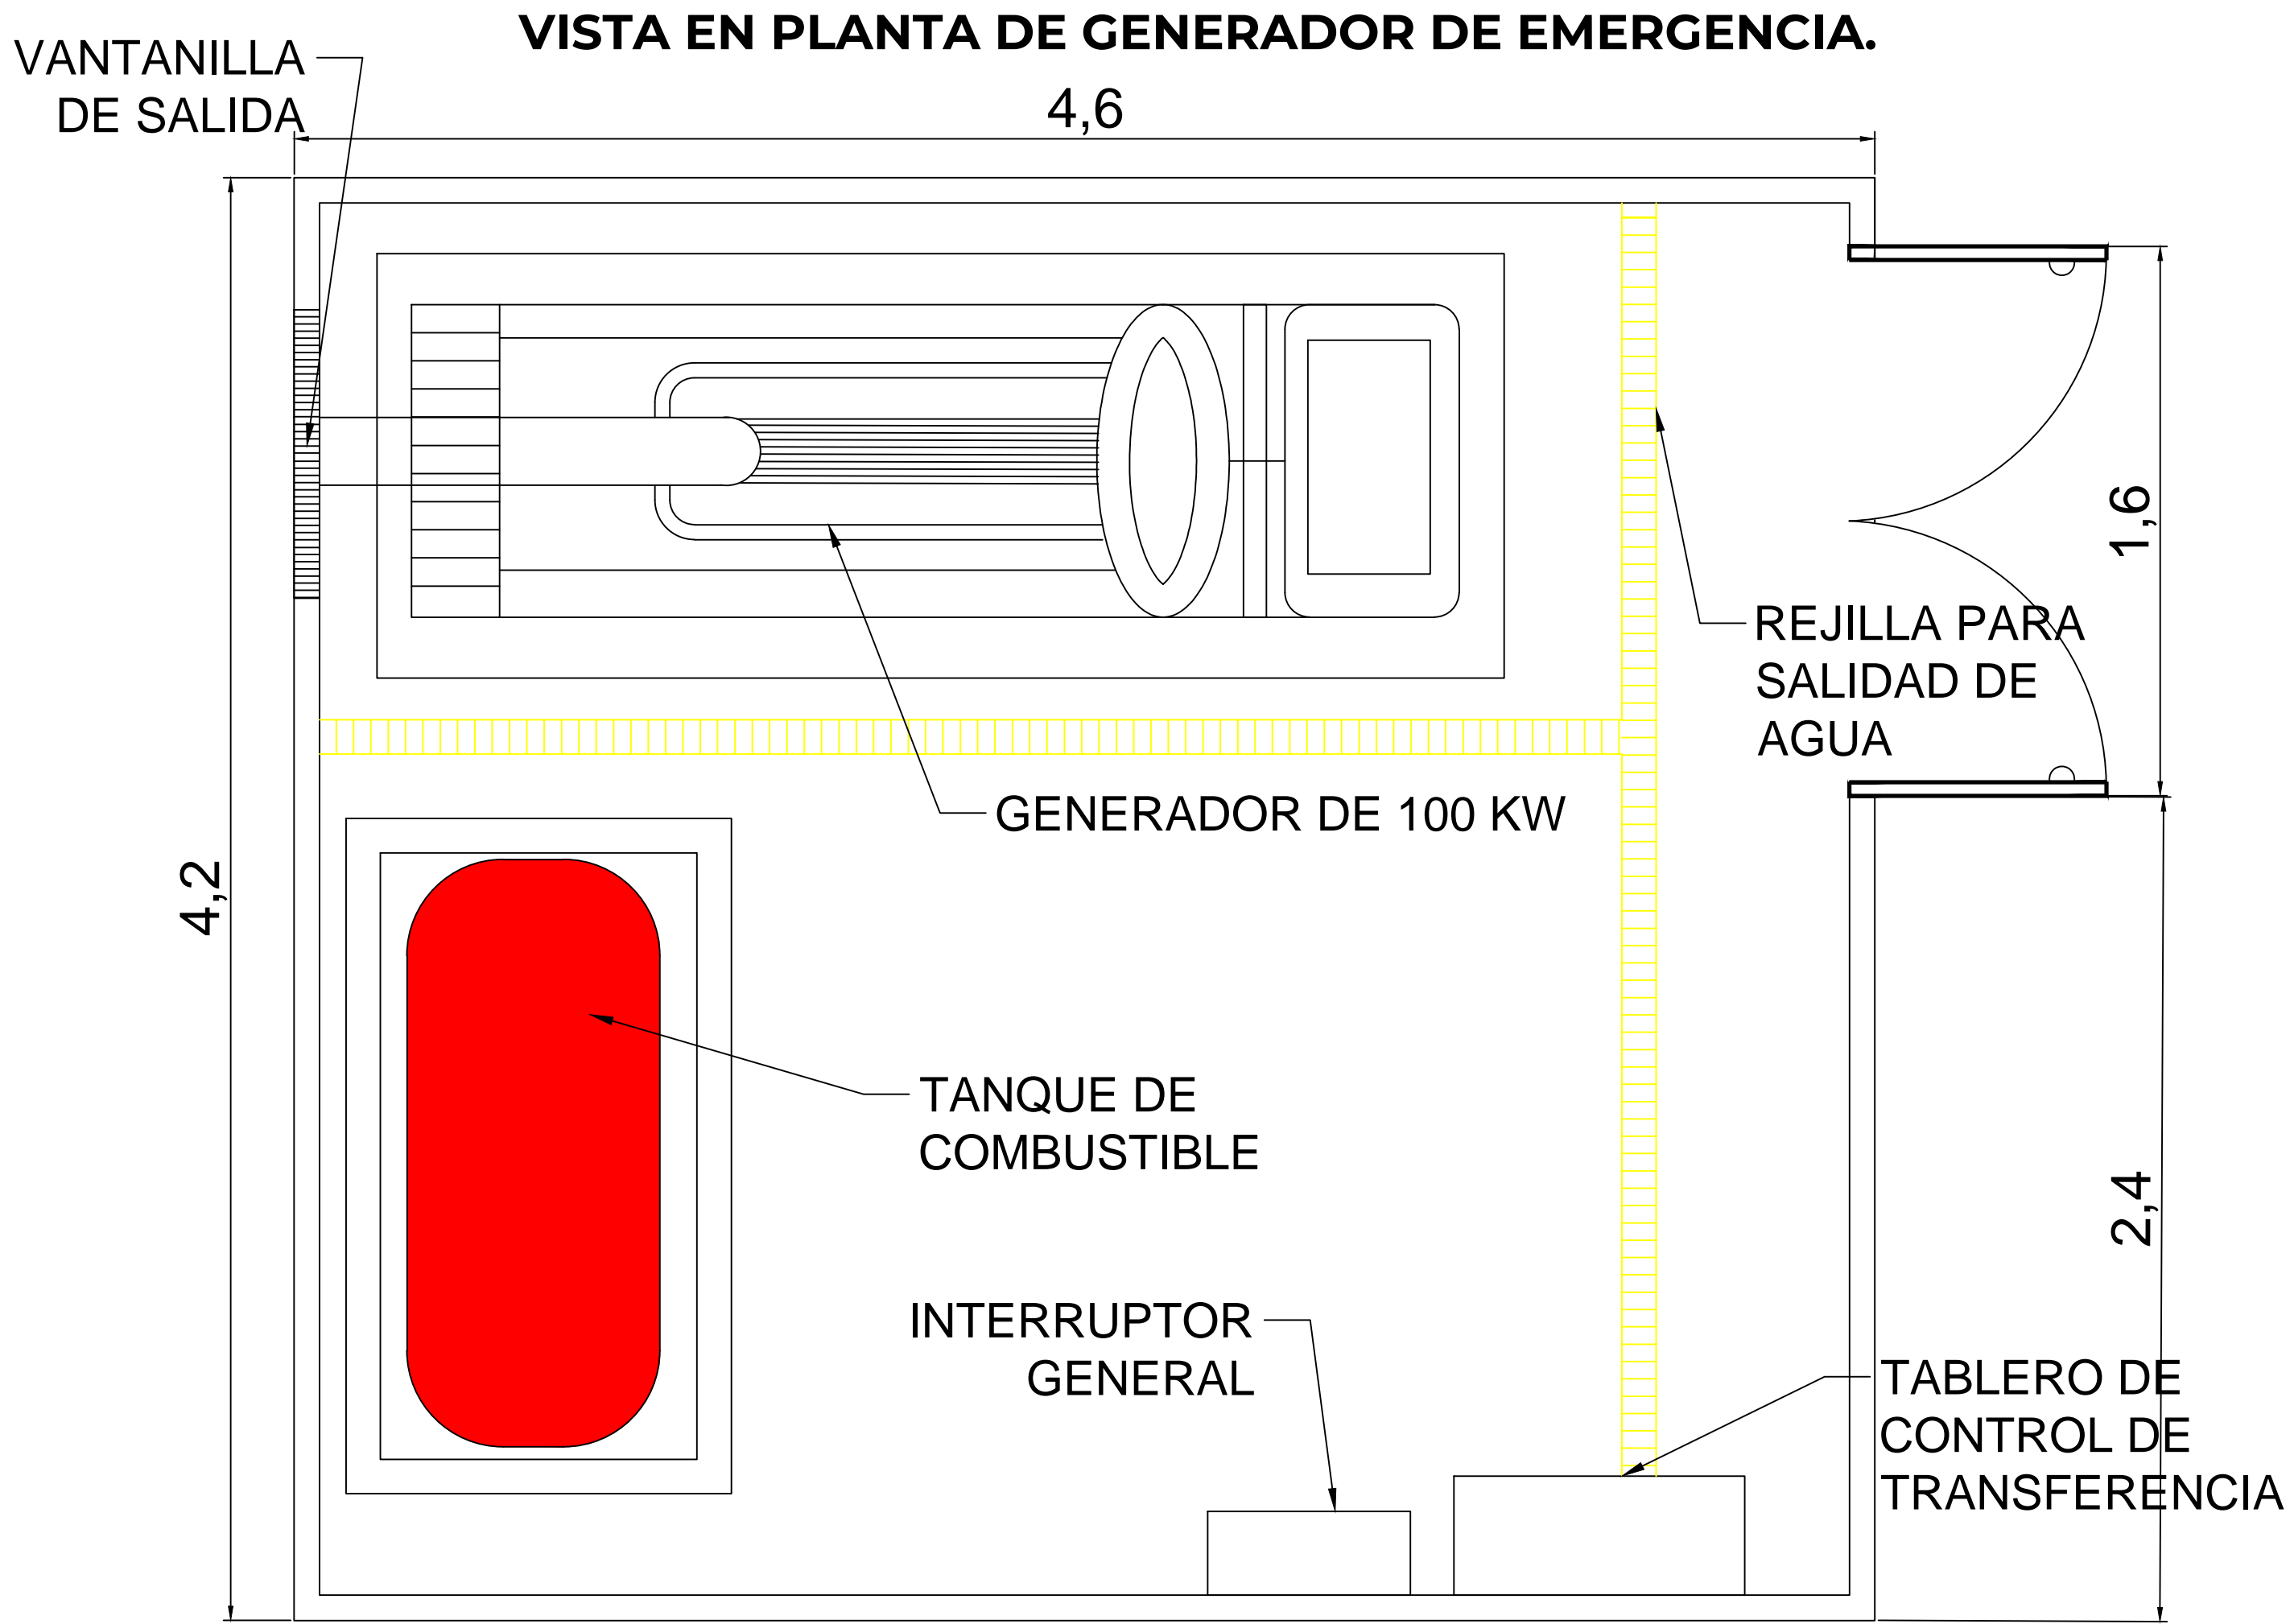 VISTA EN PLANTA DE GENERADOR DE EMERGENCIA.
VANTANILLA
DE SALIDA
4,6
1,6
REJILLA PARA
SALIDAD DE
AGUA
GENERADOR DE 100 KW
4,2
TANQUE DE
COMBUSTIBLE
2,4
INTERRUPTOR
GENERAL
TABLERO DE
CONTROL DE
TRANSFERENCIA